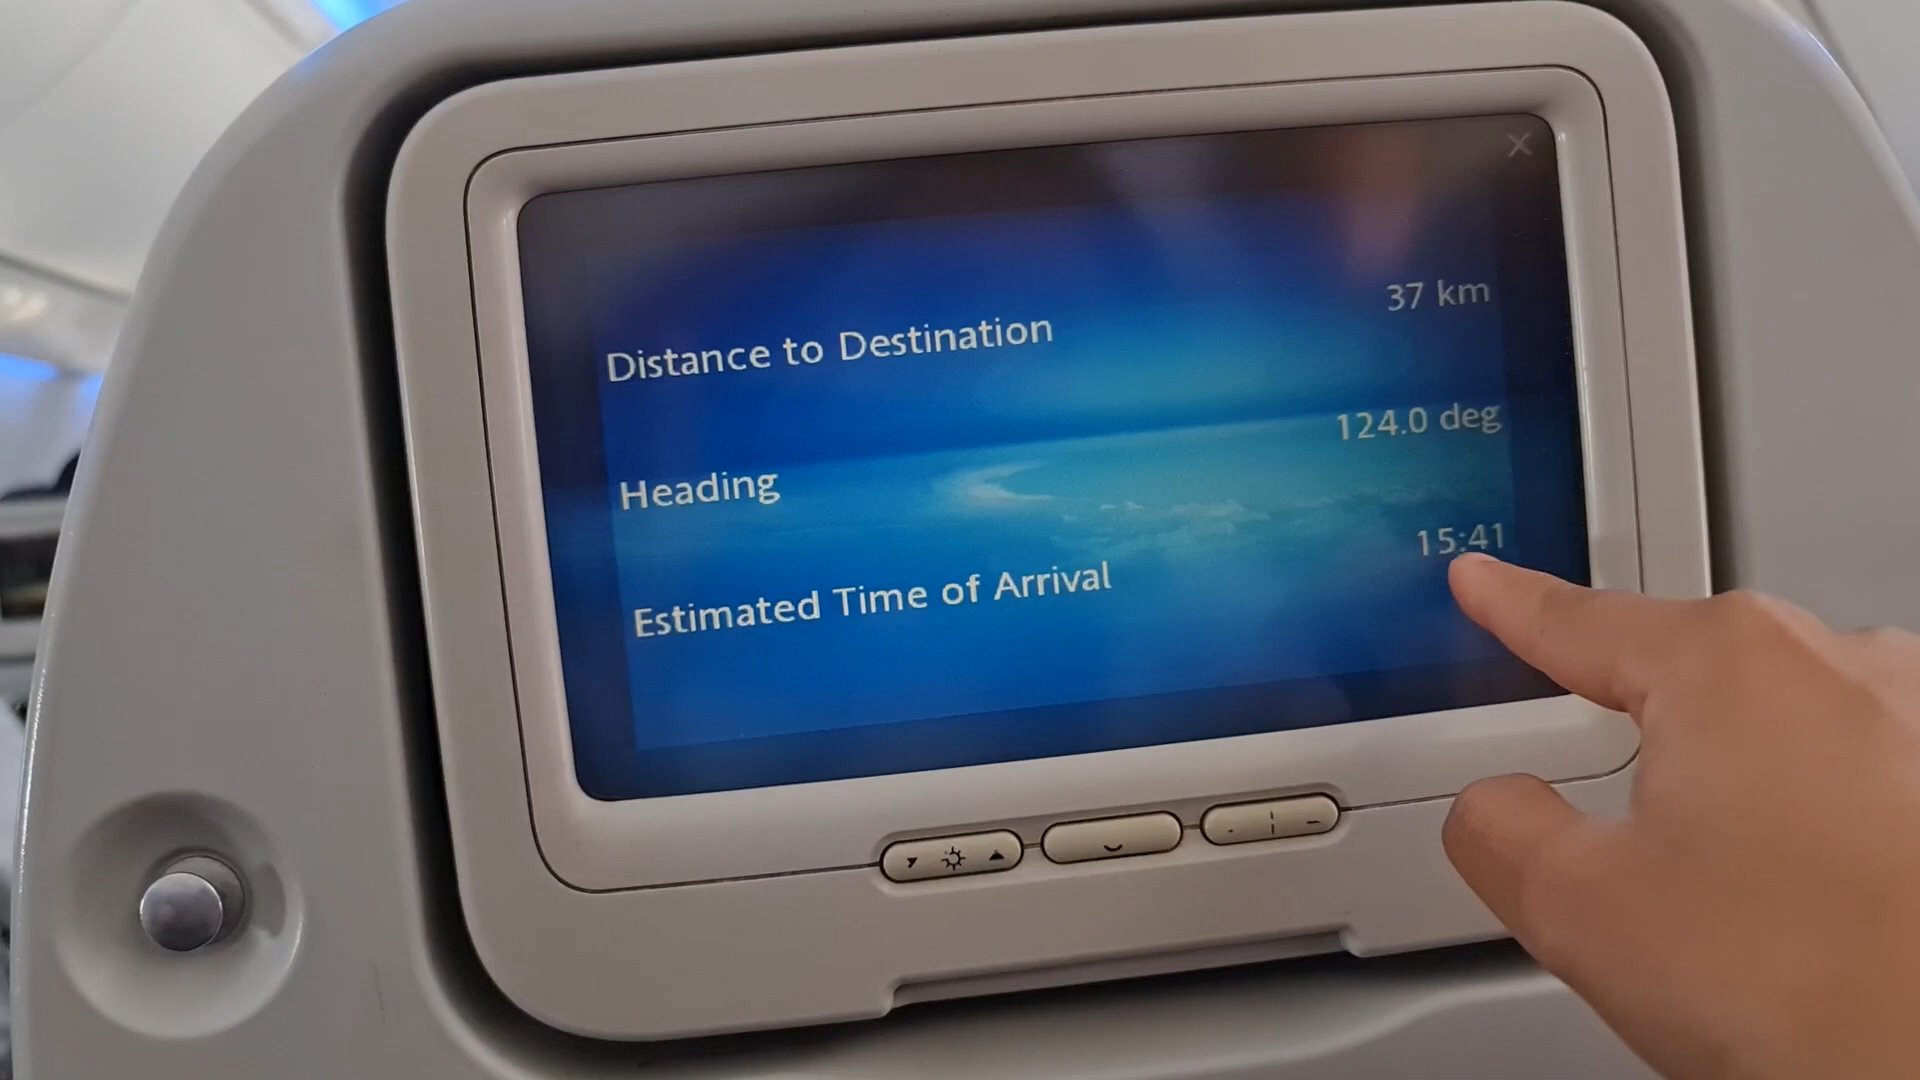 Distance to Destination 37 km
Heading 124.0 deg
Estimated Time of Arrival 15:41